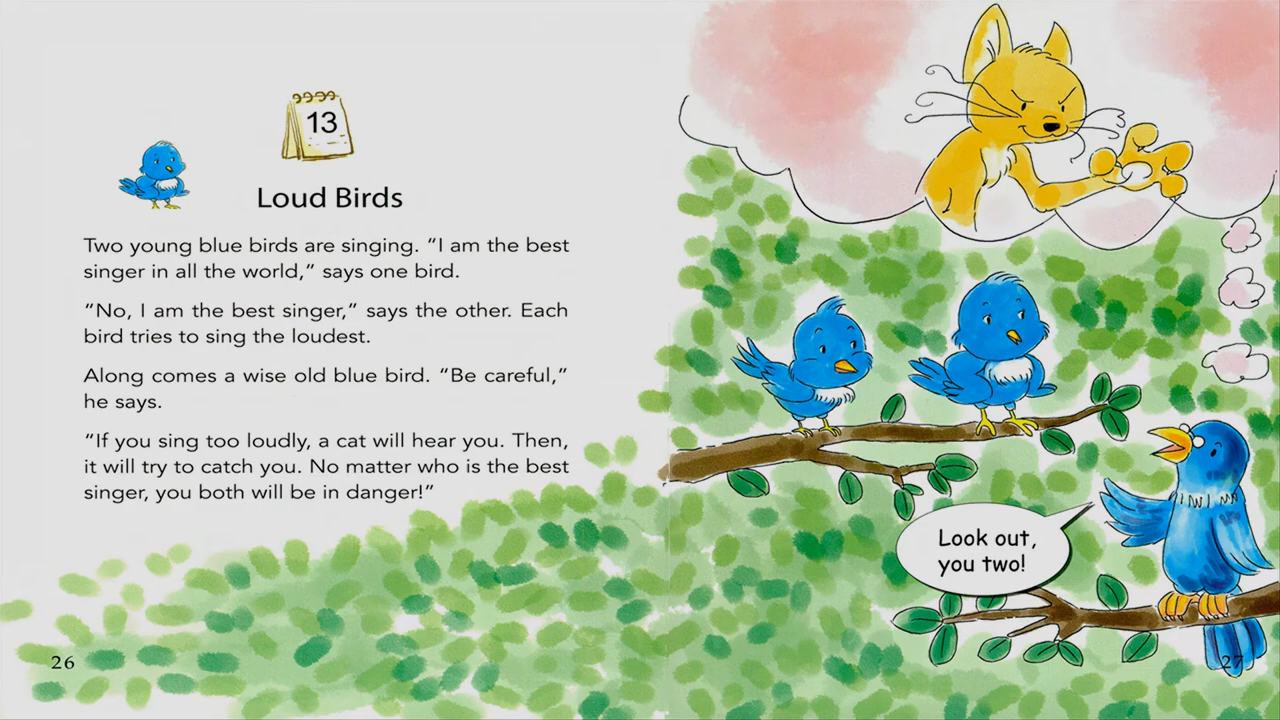 13
Loud Birds
Two young blue birds are singing. “I am the best
singer in all the world,” says one bird.
“No, I am the best singer,” says the other. Each
bird tries to sing the loudest.
Along comes a wise old blue bird. “Be careful,”
he says.
“If you sing too loudly, a cat will hear you. Then,
it will try to catch you. No matter who is the best
singer, you both will be in danger!”
26
Look out,
you two!
27